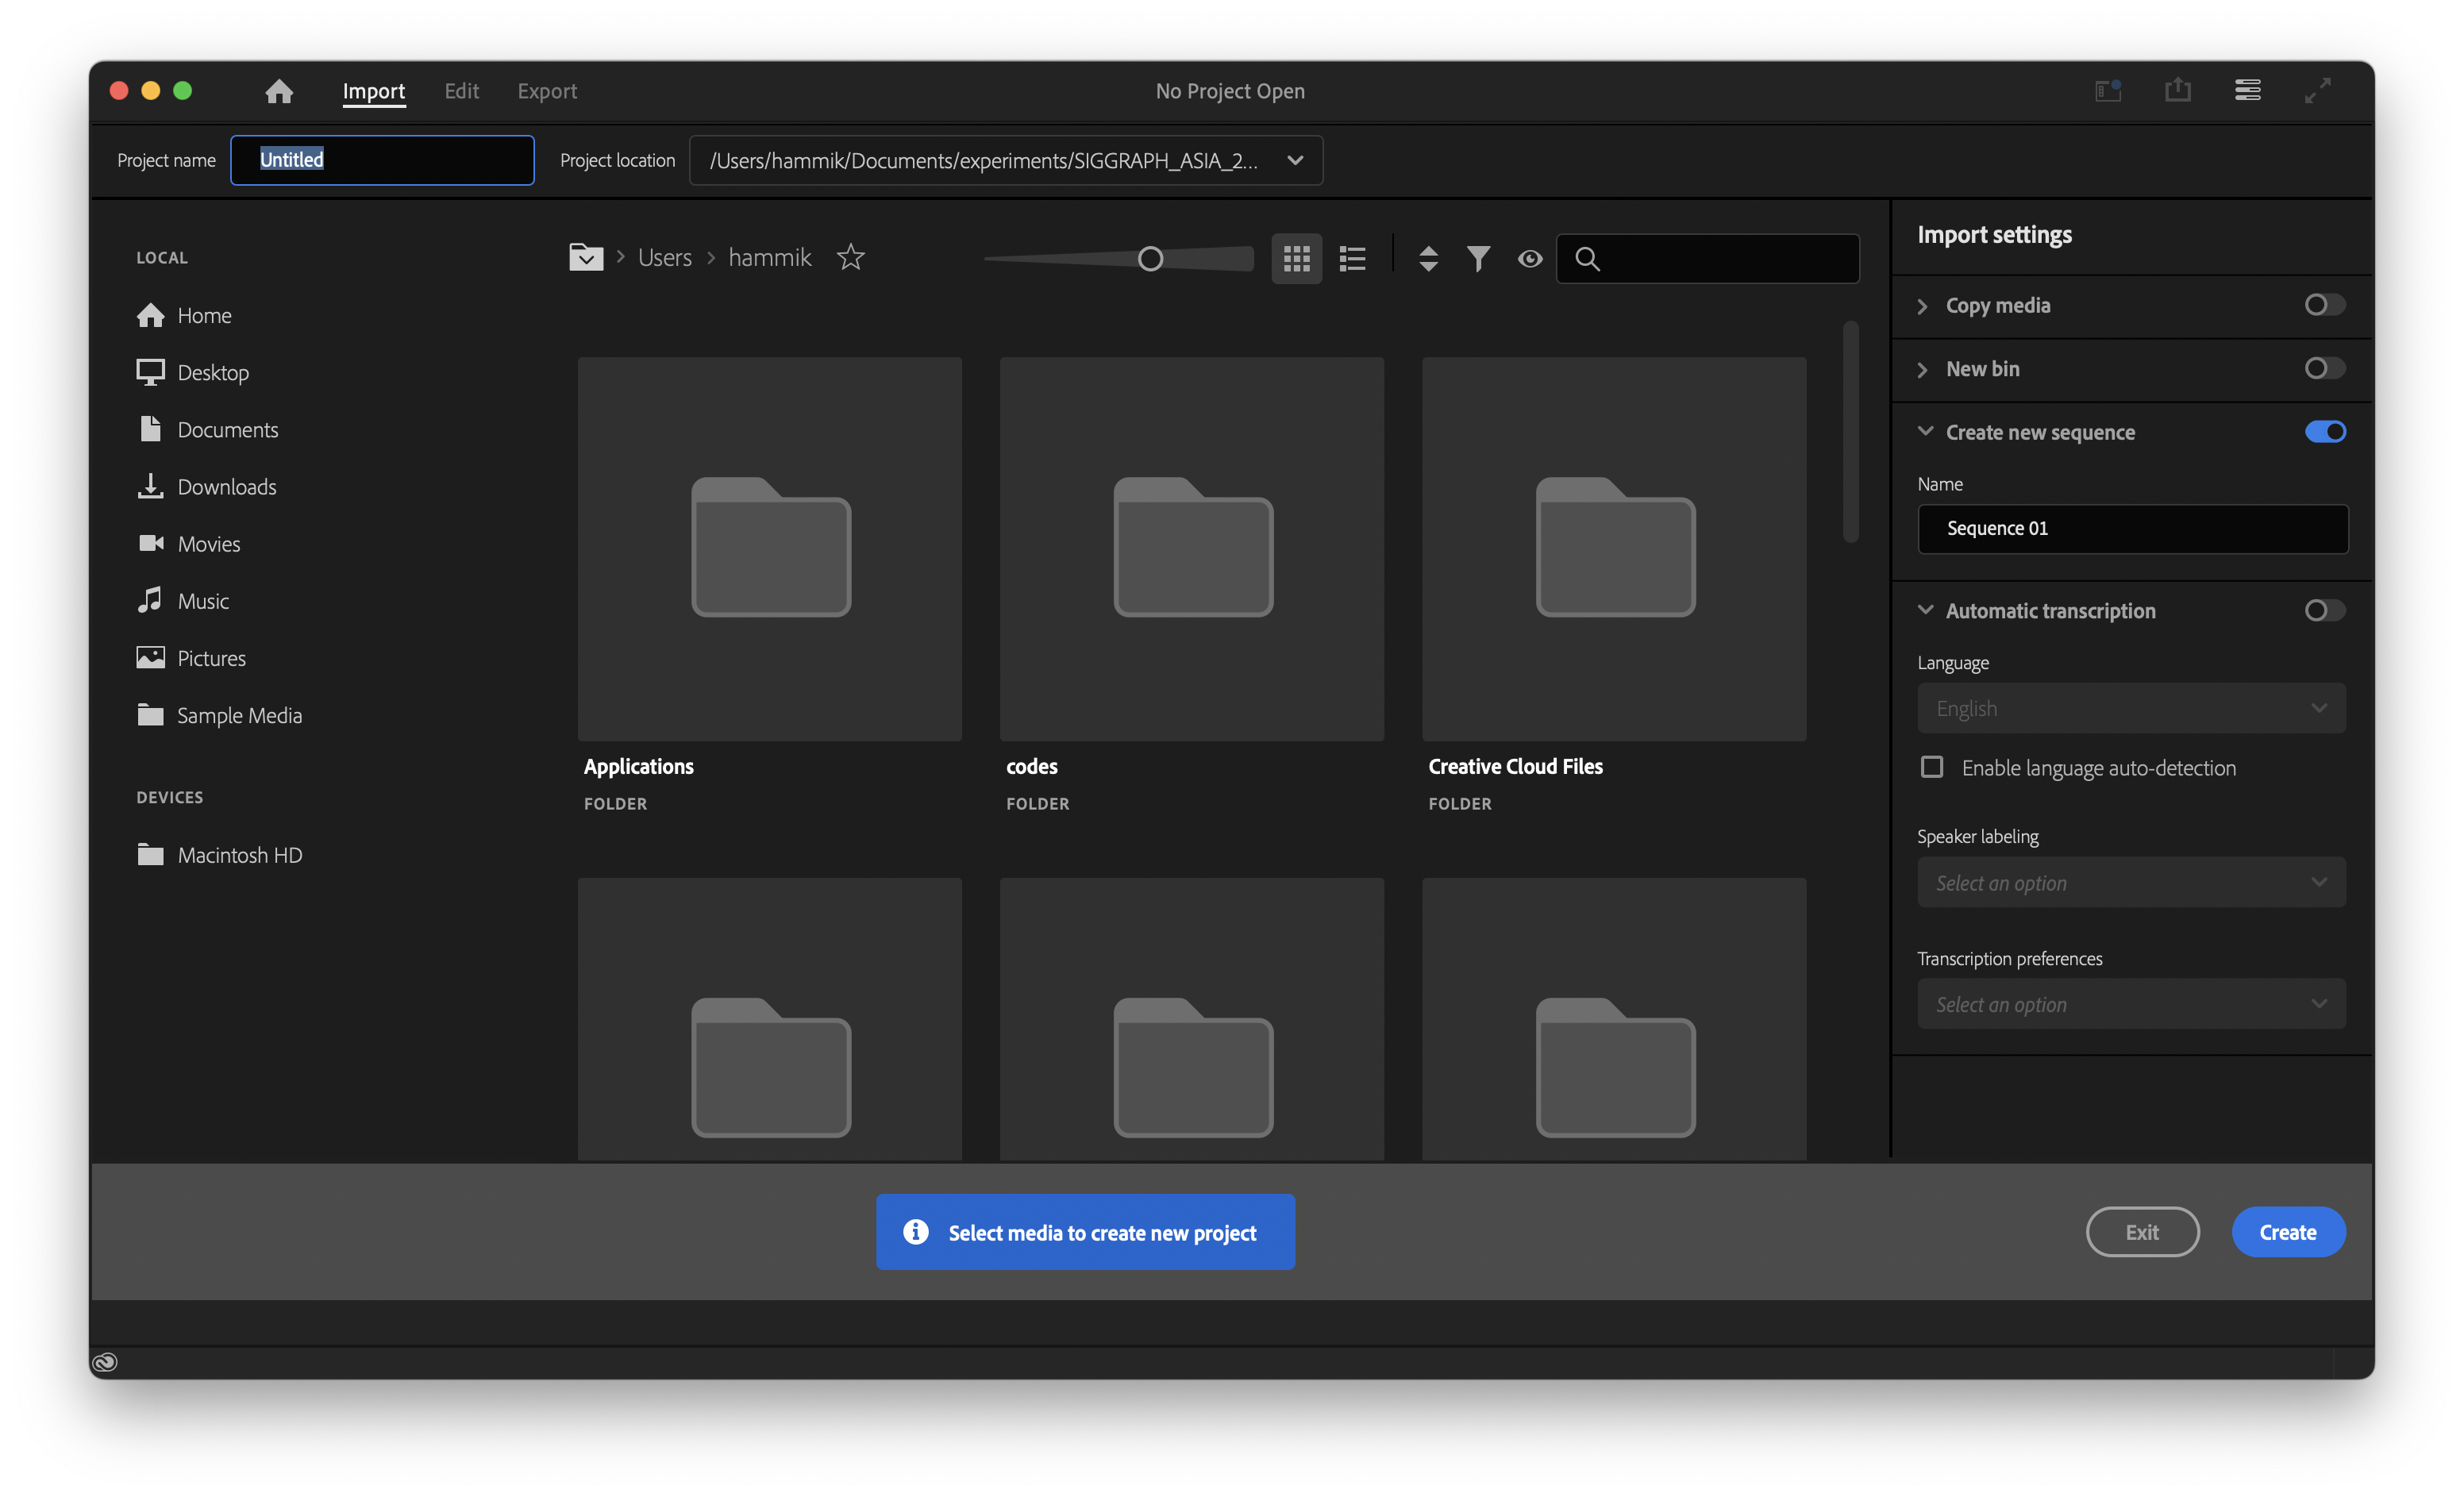 Import Edit Export No Project Open
Project name Untitled Project location /Users/hammik/Documents/experiments/SIGGRAPH_ASIA_2...
LOCAL
Home
Desktop
Documents
Downloads
Movies
Music
Pictures
Sample Media
DEVICES
Macintosh HD
Users hammik
Applications
FOLDER
codes
FOLDER
Creative Cloud Files
FOLDER
Import settings
Copy media
New bin
Create new sequence
Name
Sequence 01
Automatic transcription
Language
English
Enable language auto-detection
Speaker labeling
Select an option
Transcription preferences
Select an option
Select media to create new project
Exit Create